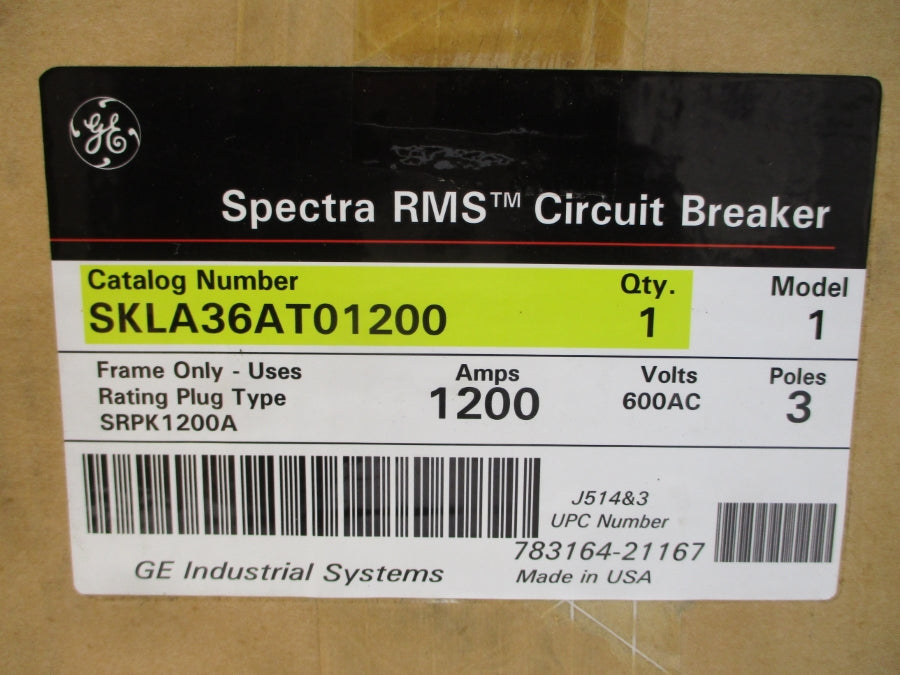 GE
Spectra RMS™ Circuit Breaker
Catalog Number Qty. Model
SKLA36AT01200 1 1
Frame Only - Uses Amps Volts Poles
Rating Plug Type 1200 600AC 3
SRPK1200A
J514&3
UPC Number
783164-21167
GE Industrial Systems Made in USA